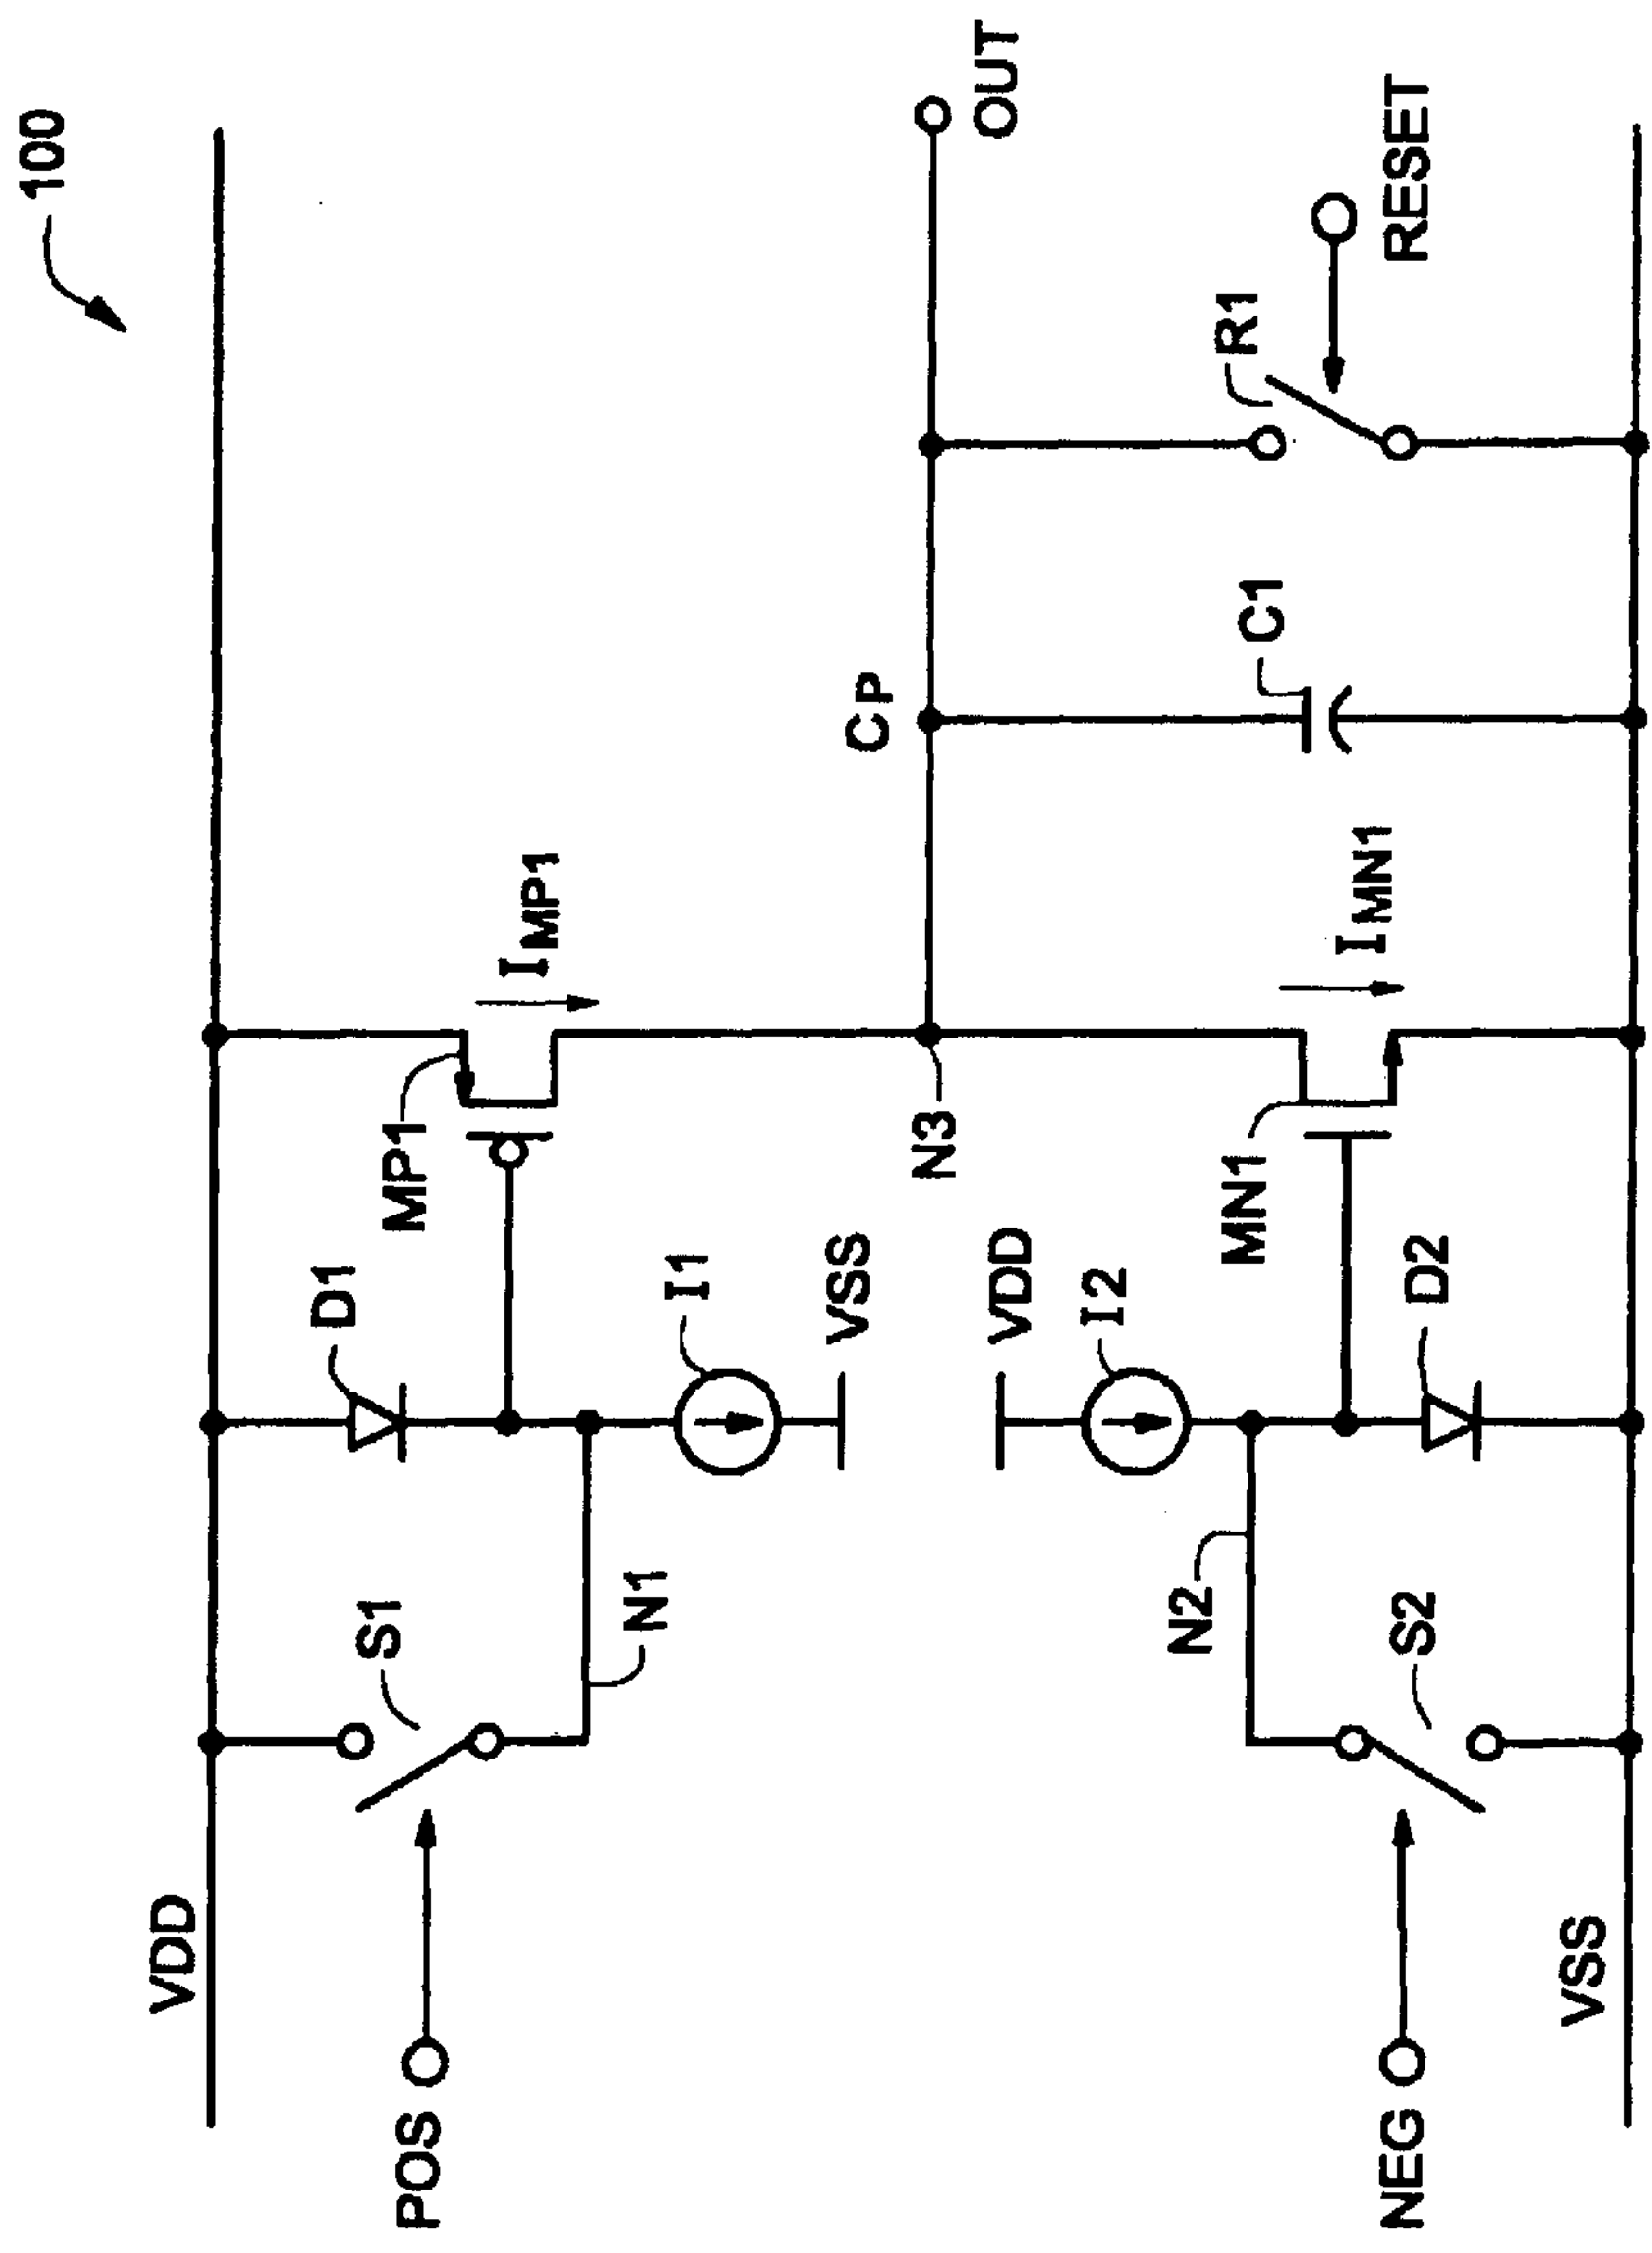 100
VDD
POS
S1
D1
MP1
IMP1
N1
I1
VSS
CP
N3
OUT
VDD
I2
N2
MN1
IMN1
C1
R1
RESET
NEG
S2
D2
VSS